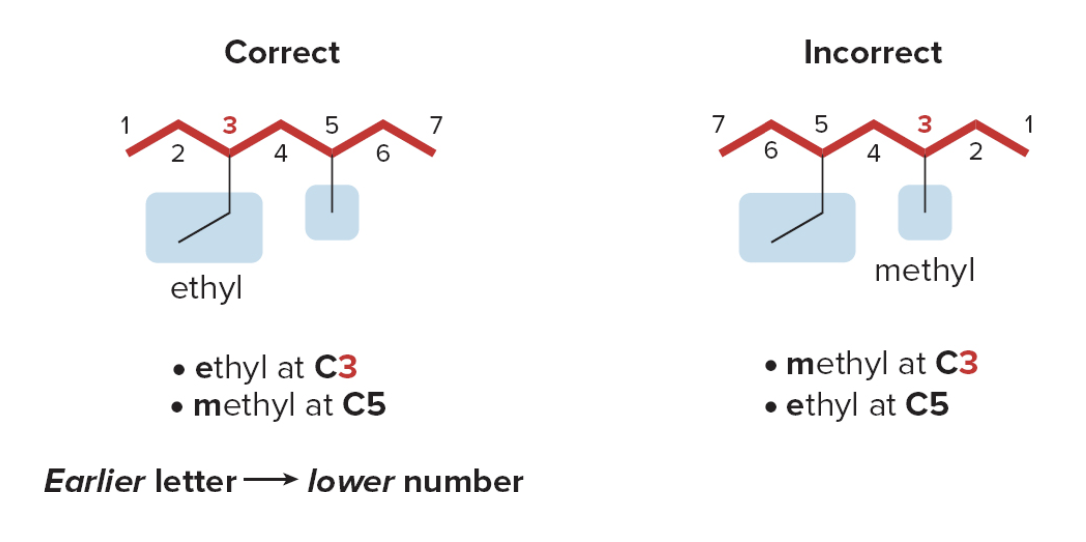 Correct
1 3 5 7
2 4 6
ethyl
• ethyl at C3
• methyl at C5
Earlier letter → lower number
Incorrect
7 5 3 1
6 4 2
methyl
• methyl at C3
• ethyl at C5